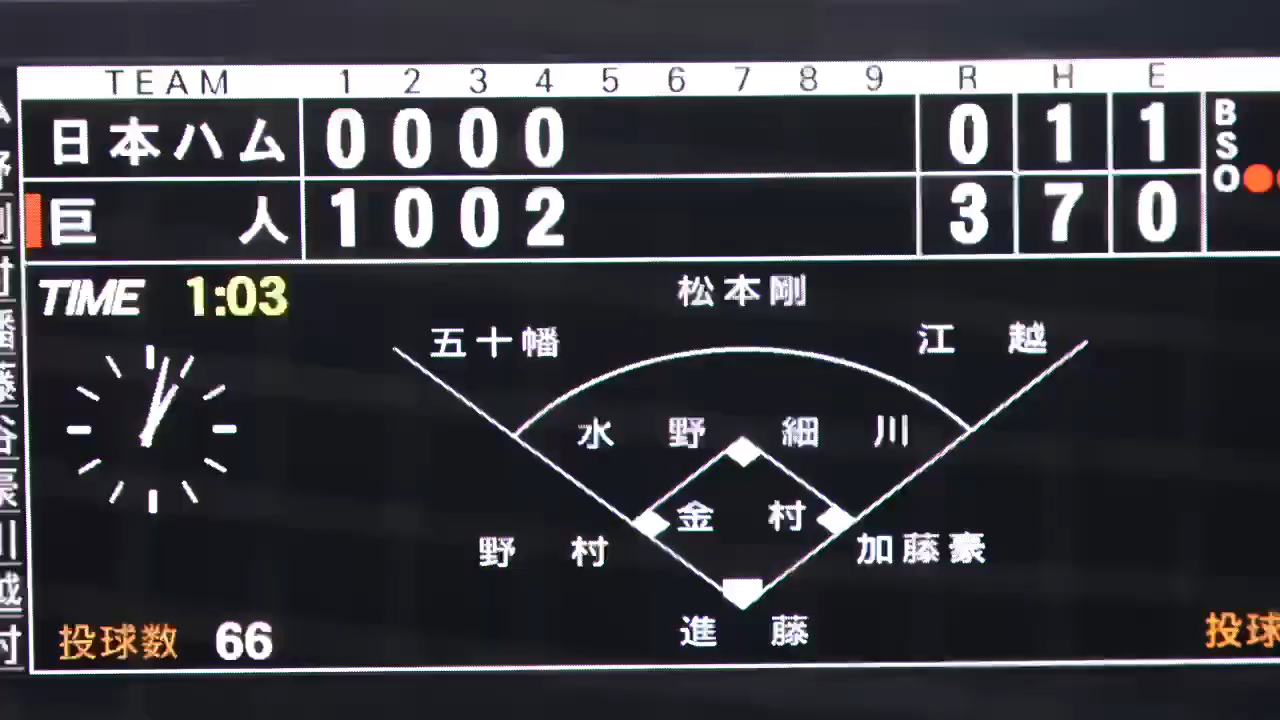 TEAM 1 2 3 4 5 6 7 8 9 R H E
日本ハム 0 0 0 0 0 1 1
巨人 1 0 0 2 3 7 0
B
S
O
TIME 1:03
松本剛
五十幡 江越
水野 細川
金村
野村 加藤豪
進藤
投球数 66
投球